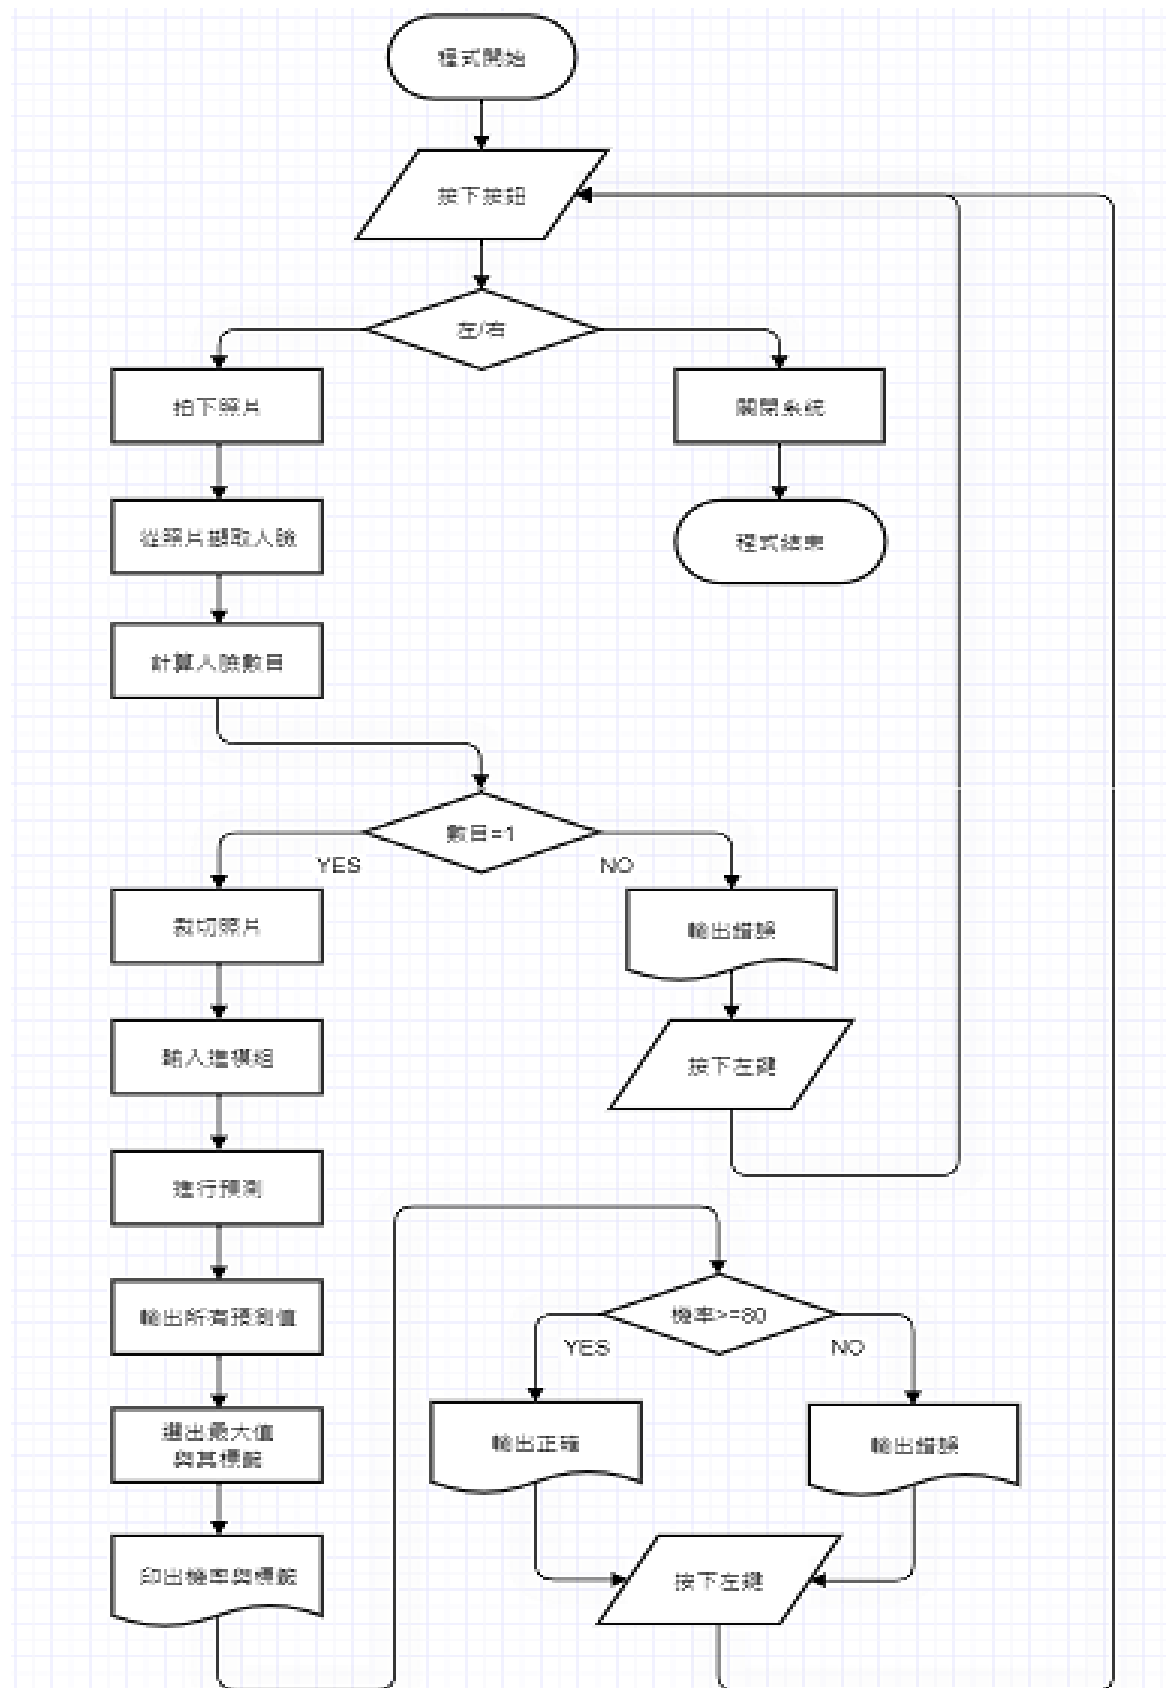 程式開始
按下按鈕
左/右
拍下照片
關閉系統
從照片擷取人臉
程式結束
計算人臉數目
數目=1
YES
NO
裁切照片
輸出錯誤
輸入進模組
按下左鍵
進行預測
輸出所有預測值
機率>=80
YES
NO
選出最大值
與其標籤
輸出正確
輸出錯誤
印出機率與標籤
按下左鍵